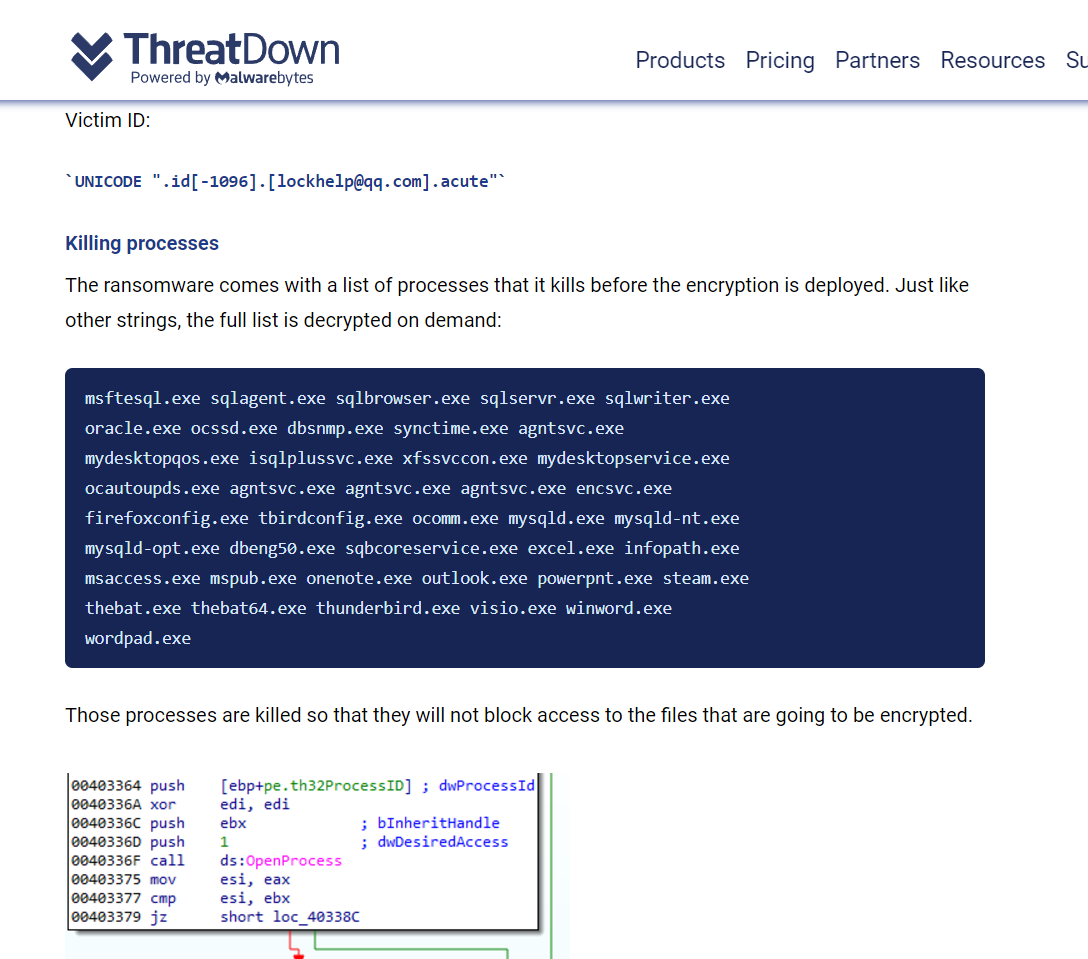 ThreatDown
Powered by Malwarebytes
Products Pricing Partners Resources Su
Victim ID:
`UNICODE ".id[-1096].[lockhelp@qq.com].acute"`
Killing processes
The ransomware comes with a list of processes that it kills before the encryption is deployed. Just like
other strings, the full list is decrypted on demand:
msftesql.exe sqlagent.exe sqlbrowser.exe sqlservr.exe sqlwriter.exe
oracle.exe ocssd.exe dbsnmp.exe synctime.exe agntsvc.exe
mydesktopqos.exe isqlplussvc.exe xfssvccon.exe mydesktopservice.exe
ocautoupds.exe agntsvc.exe agntsvc.exe agntsvc.exe encsvc.exe
firefoxconfig.exe tbirdconfig.exe ocomm.exe mysqld.exe mysqld-nt.exe
mysqld-opt.exe dbeng50.exe sqbcoreservice.exe excel.exe infopath.exe
msaccess.exe mspub.exe onenote.exe outlook.exe powerpnt.exe steam.exe
thebat.exe thebat64.exe thunderbird.exe visio.exe winword.exe
wordpad.exe
Those processes are killed so that they will not block access to the files that are going to be encrypted.
00403364 push [ebp+pe.th32ProcessID] ; dwProcessId
0040336A xor edi, edi
0040336C push ebx ; bInheritHandle
0040336D push 1 ; dwDesiredAccess
0040336F call ds:OpenProcess
00403375 mov esi, eax
00403377 cmp esi, ebx
00403379 jz short loc_40338C